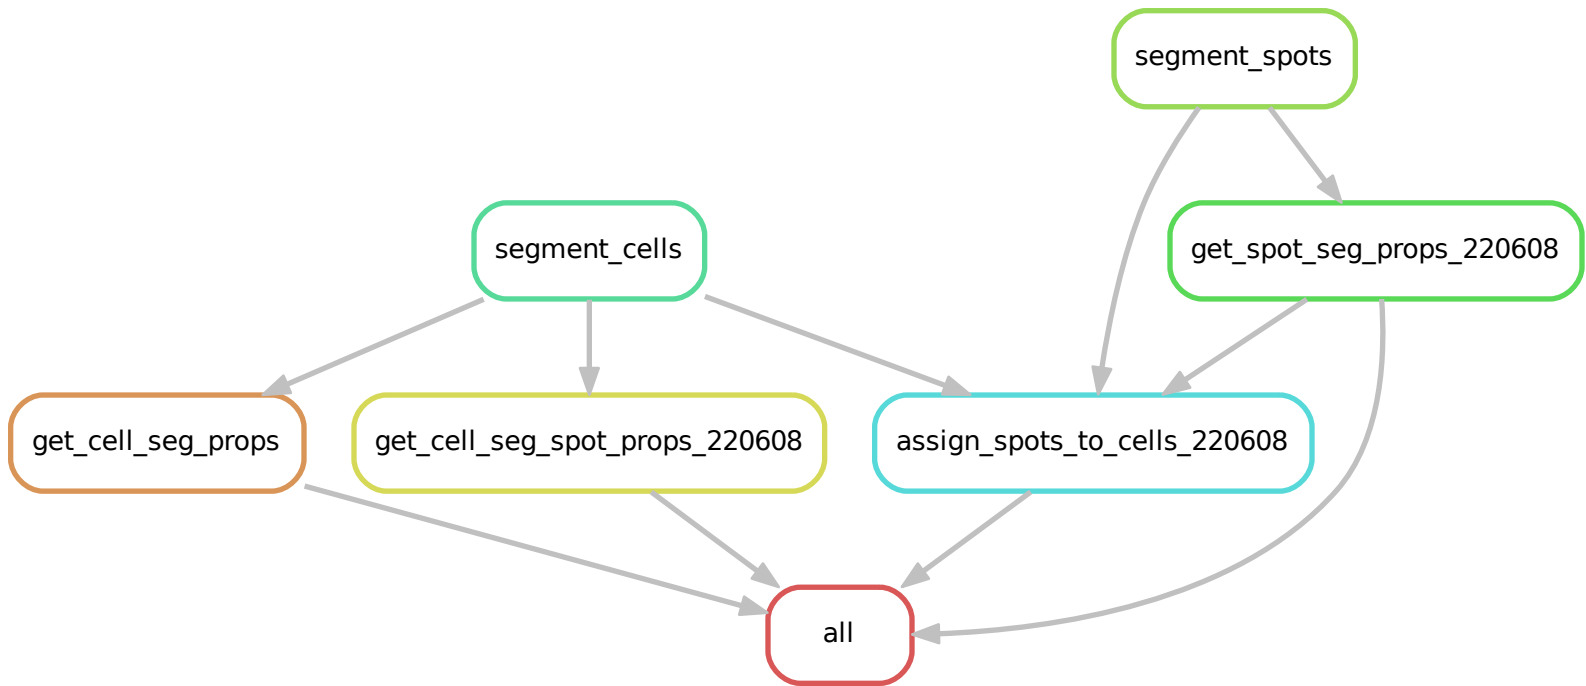 segment_spots
segment_cells
get_spot_seg_props_220608
get_cell_seg_props
get_cell_seg_spot_props_220608
assign_spots_to_cells_220608
all